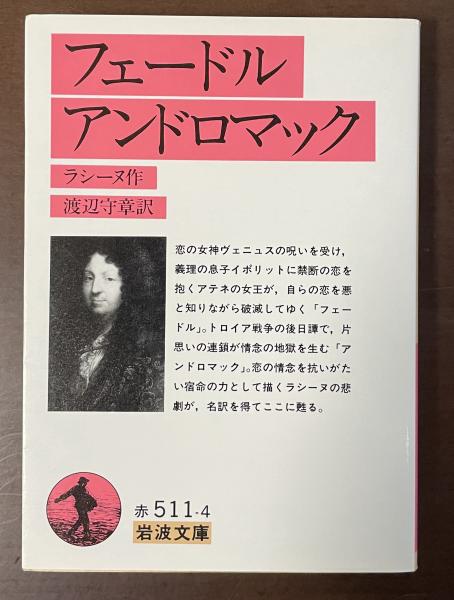 フェードル
アンドロマック
ラシーヌ作
渡辺守章訳
恋の女神ヴェニュスの呪いを受け,
義理の息子イポリットに禁断の恋を
抱くアテネの女王が,自らの恋を悪
と知りながら破滅してゆく「フェー
ドル」。トロイア戦争の後日譚で,片
思いの連鎖が情念の地獄を生む「ア
ンドロマック」。恋の情念を抗いがた
い宿命の力として描くラシーヌの悲
劇が,名訳を得てここに甦る。
赤511-4
岩波文庫